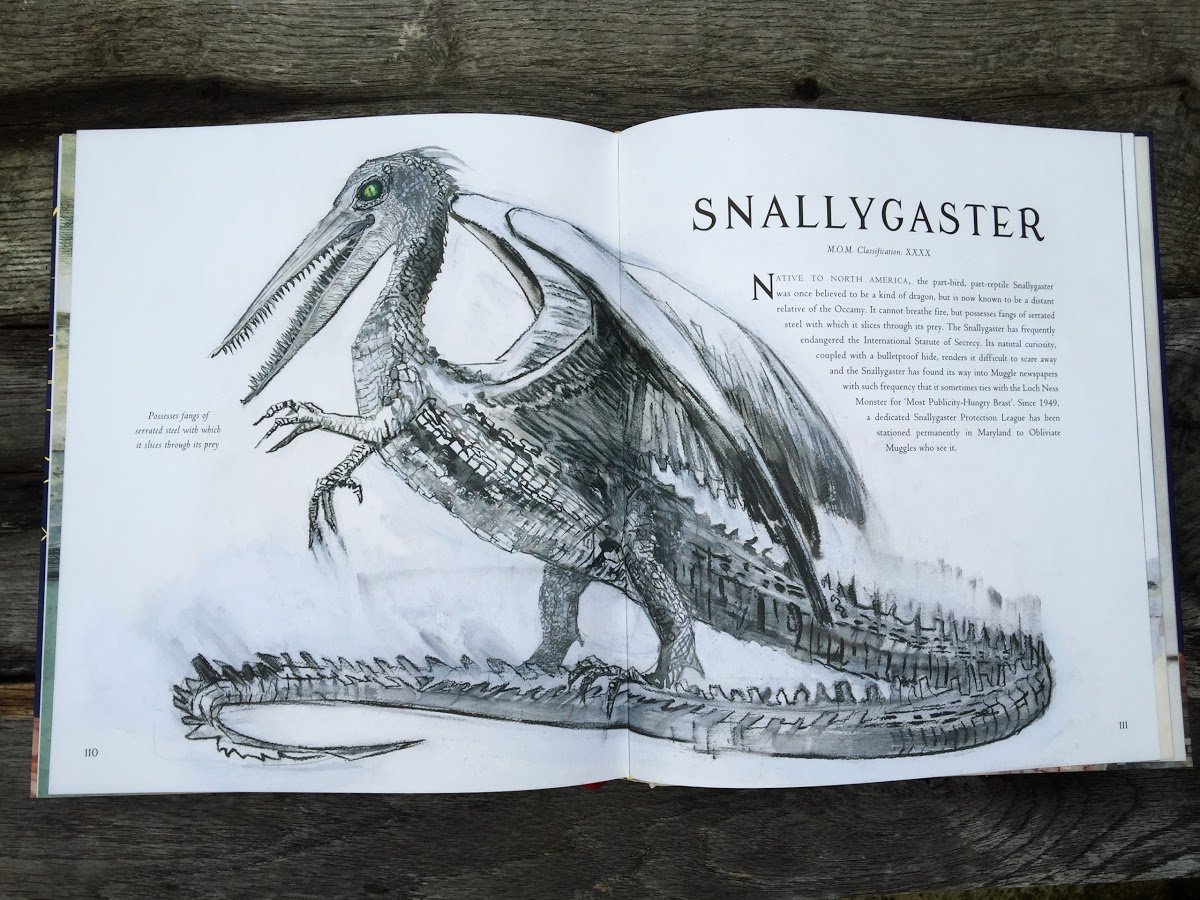 Possesses fangs of
serrated steel with which
it slices through its prey
110
SNALLYGASTER
M.O.M. Classification: XXXX
NATIVE TO NORTH AMERICA, the part-bird, part-reptile Snallygaster
was once believed to be a kind of dragon, but is now known to be a distant
relative of the Occamy. It cannot breathe fire, but possesses fangs of serrated
steel with which it slices through its prey. The Snallygaster has frequently
endangered the International Statute of Secrecy. Its natural curiosity,
coupled with a bulletproof hide, renders it difficult to scare away
and the Snallygaster has found its way into Muggle newspapers
with such frequency that it sometimes ties with the Loch Ness
Monster for 'Most Publicity-Hungry Beast'. Since 1949,
a dedicated Snallygaster Protection League has been
stationed permanently in Maryland to Obliviate
Muggles who see it.
111